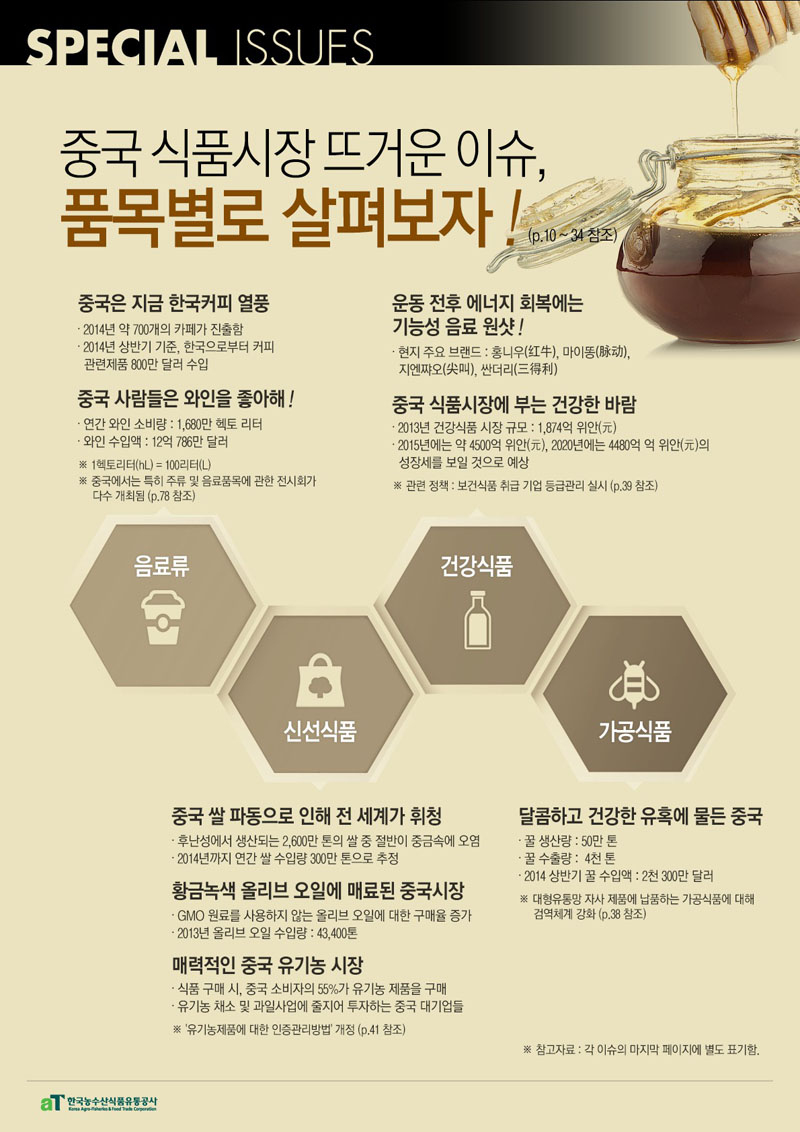 SPECIAL ISSUES
중국 식품시장 뜨거운 이슈,
품목별로 살펴보자!
(p.10 ~ 34 참조)
중국은 지금 한국커피 열풍
· 2014년 약 700개의 카페가 진출함
· 2014년 상반기 기준, 한국으로부터 커피
관련제품 800만 달러 수입
중국 사람들은 와인을 좋아해!
· 연간 와인 소비량 : 1,680만 헥토 리터
· 와인 수입액 : 12억 786만 달러
※ 1헥토리터(hL) = 100리터(L)
※ 중국에서는 특히 주류 및 음료품목에 관한 전시회가
다수 개최됨 (p.78 참조)
운동 전후 에너지 회복에는
기능성 음료 원샷!
· 현지 주요 브랜드 : 홍니우(红牛), 마이똥(脉动),
지엔쨔오(尖叫), 싼더리(三得利)
중국 식품시장에 부는 건강한 바람
· 2013년 건강식품 시장 규모 : 1,874억 위안(元)
· 2015년에는 약 4500억 위안(元), 2020년에는 4480억 억 위안(元)의
성장세를 보일 것으로 예상
※ 관련 정책 : 보건식품 취급 기업 등급관리 실시 (p.39 참조)
음료류
건강식품
신선식품
가공식품
중국 쌀 파동으로 인해 전 세계가 휘청
· 후난성에서 생산되는 2,600만 톤의 쌀 중 절반이 중금속에 오염
· 2014년까지 연간 쌀 수입량 300만 톤으로 추정
황금녹색 올리브 오일에 매료된 중국시장
· GMO 원료를 사용하지 않는 올리브 오일에 대한 구매율 증가
· 2013년 올리브 오일 수입량 : 43,400톤
매력적인 중국 유기농 시장
· 식품 구매 시, 중국 소비자의 55%가 유기농 제품을 구매
· 유기농 채소 및 과일사업에 줄지어 투자하는 중국 대기업들
※ '유기농제품에 대한 인증관리방법' 개정 (p.41 참조)
달콤하고 건강한 유혹에 물든 중국
· 꿀 생산량 : 50만 톤
· 꿀 수출량 : 4천 톤
· 2014 상반기 꿀 수입액 : 2천 300만 달러
※ 대형유통망 자사 제품에 납품하는 가공식품에 대해
검역체계 강화 (p.38 참조)
※ 참고자료 : 각 이슈의 마지막 페이지에 별도 표기함.
aT 한국농수산식품유통공사
Korea Agro-Fisheries & Food Trade Corporation